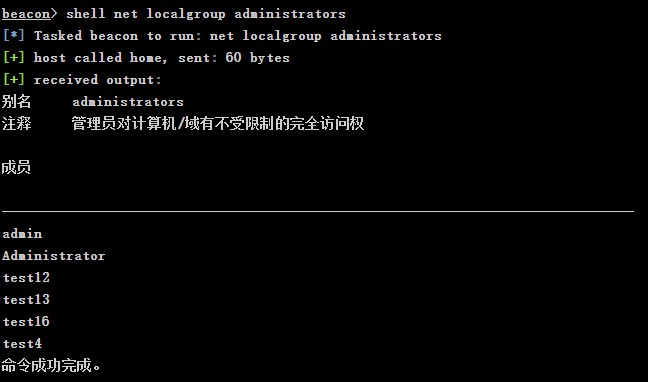 beacon> shell net localgroup administrators
[*] Tasked beacon to run: net localgroup administrators
[+] host called home, sent: 60 bytes
[+] received output:
别名     administrators
注释     管理员对计算机/域有不受限制的完全访问权
成员
admin
Administrator
test12
test13
test16
test4
命令成功完成。